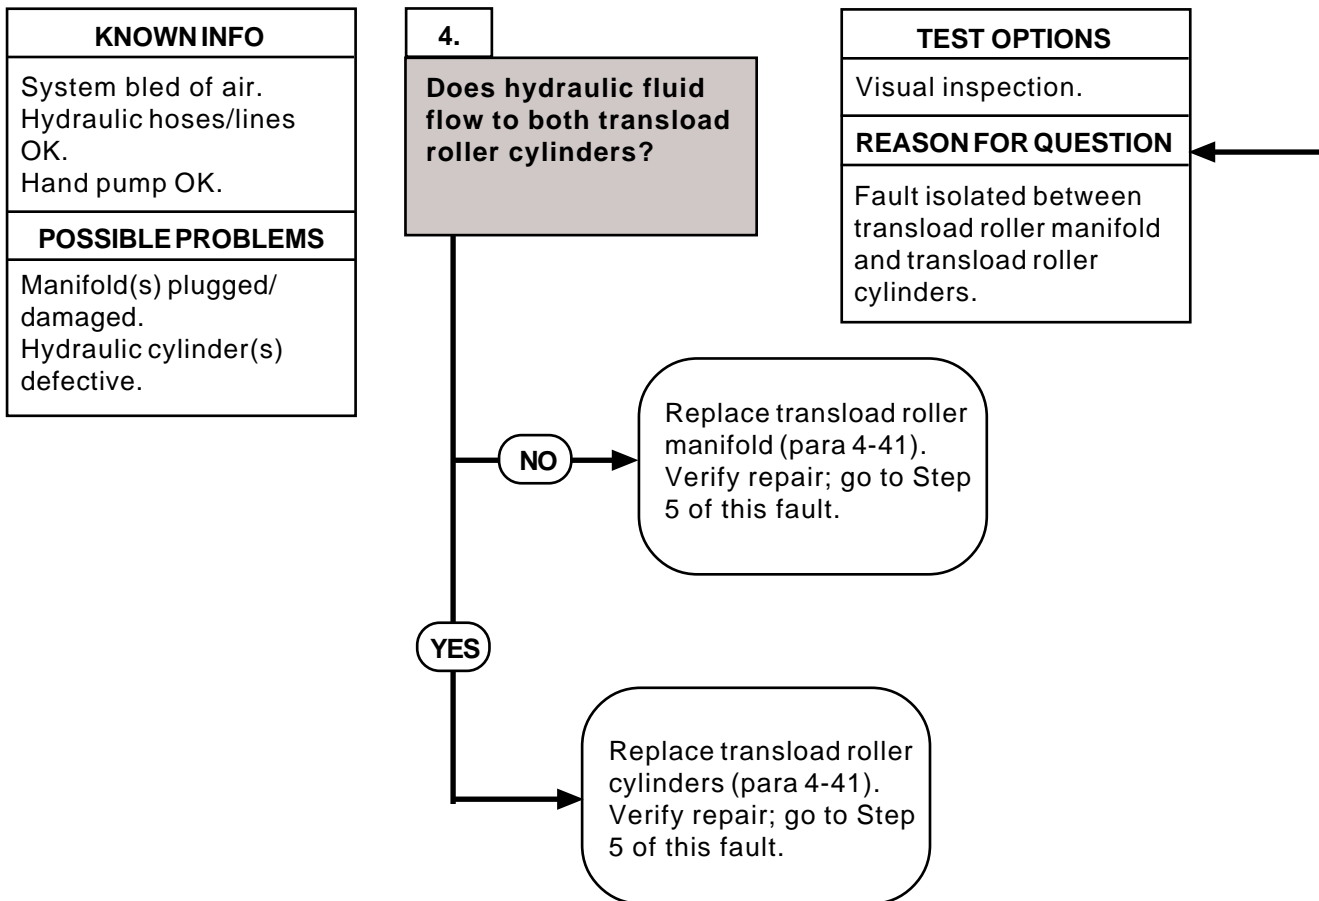 KNOWN INFO
System bled of air.
Hydraulic hoses/lines
OK.
Hand pump OK.
POSSIBLE PROBLEMS
Manifold(s) plugged/
damaged.
Hydraulic cylinder(s)
defective.
4.
Does hydraulic fluid
flow to both transload
roller cylinders?
TEST OPTIONS
Visual inspection.
REASON FOR QUESTION
Fault isolated between
transload roller manifold
and transload roller
cylinders.
NO
Replace transload roller
manifold (para 4-41).
Verify repair; go to Step
5 of this fault.
YES
Replace transload roller
cylinders (para 4-41).
Verify repair; go to Step
5 of this fault.